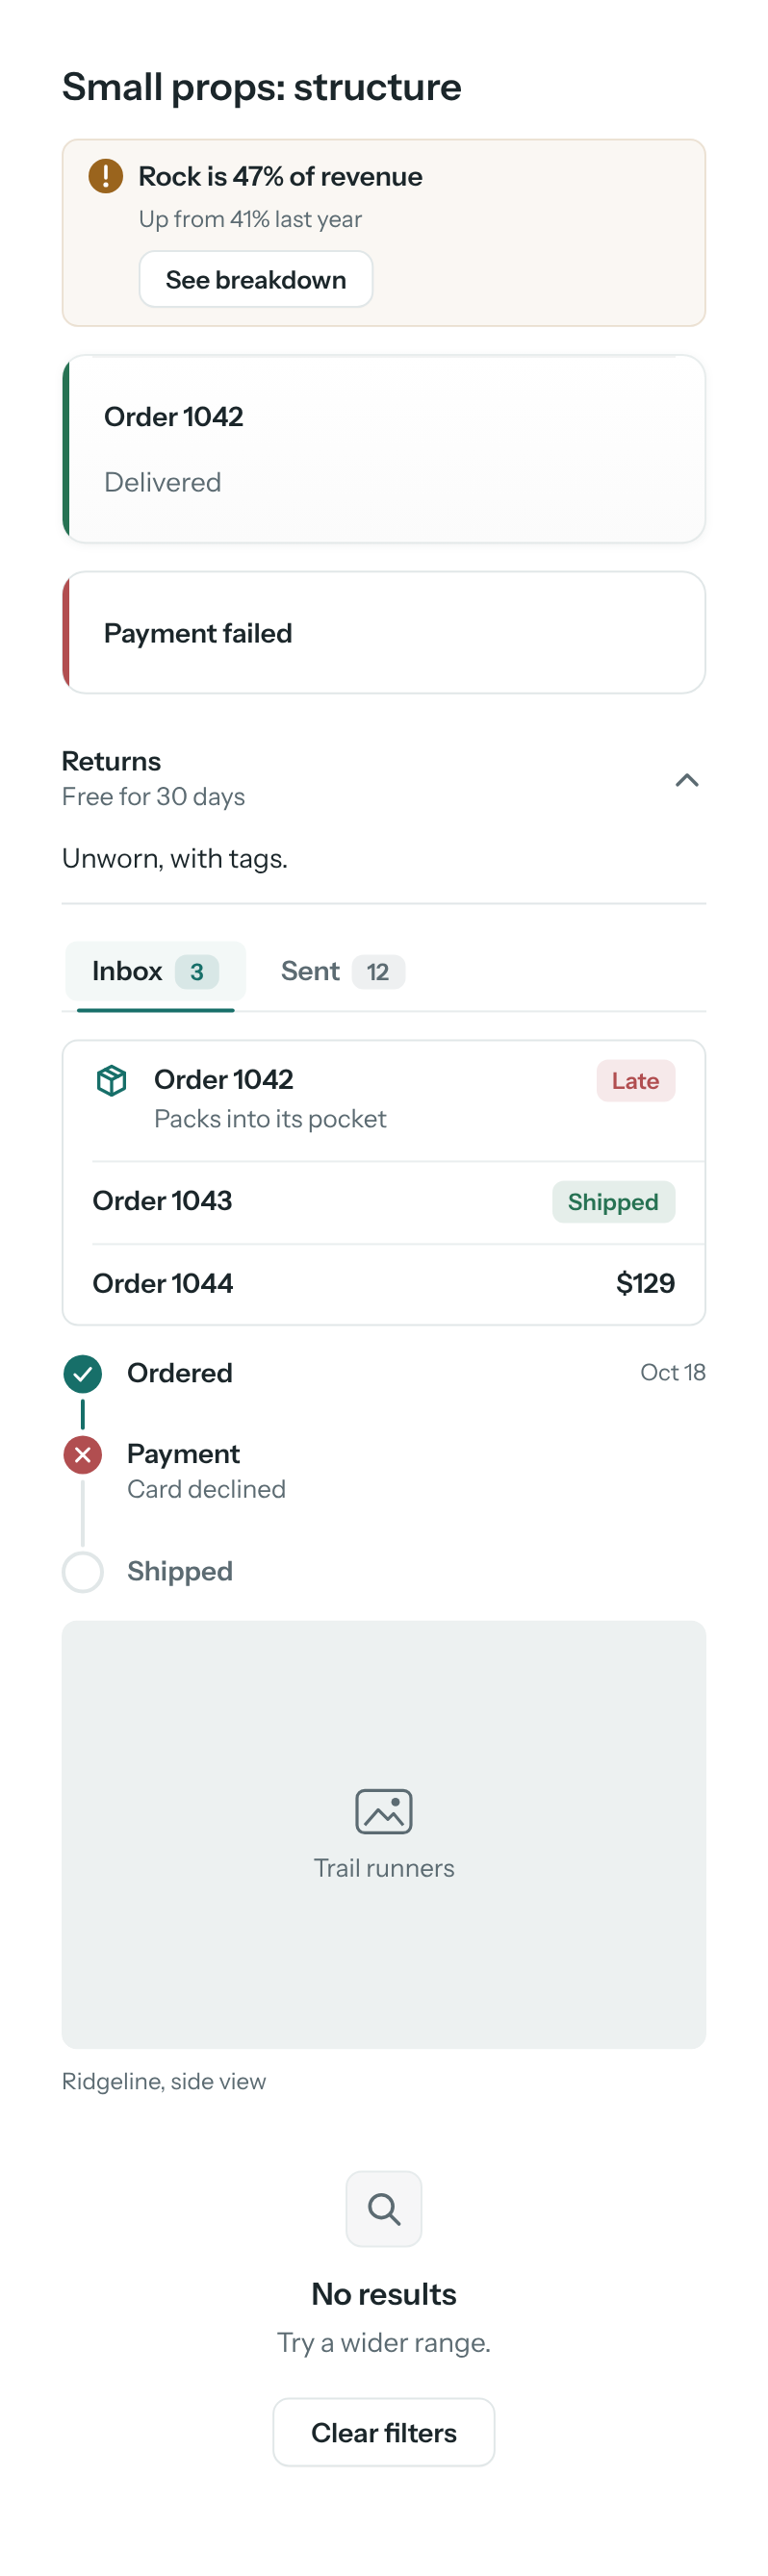 Small props: structure
Rock is 47% of revenue
Up from 41% last year
See breakdown
Order 1042
Delivered
Payment failed
Returns
Free for 30 days
Unworn, with tags.
Inbox 3 Sent 12
Order 1042 Late
Packs into its pocket
Order 1043 Shipped
Order 1044 $129
Ordered Oct 18
Payment
Card declined
Shipped
Trail runners
Ridgeline, side view
No results
Try a wider range.
Clear filters